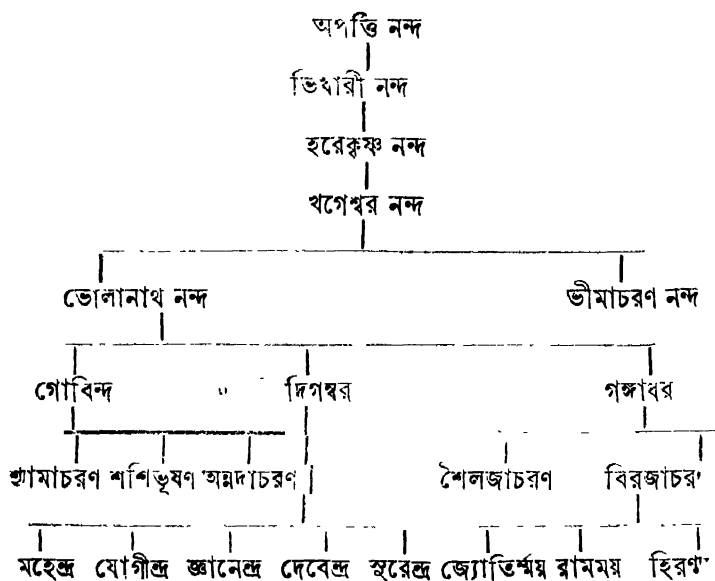 অপত্তি নন্দ
ভিখারী নন্দ
হরেকৃষ্ণ নন্দ
খগেশ্বর নন্দ
ভোলানাথ নন্দ ভীমাচরণ নন্দ
গোবিন্দ দিগম্বর গঙ্গাধর
শ্যামাচরণ শশিভূষণ অন্নদাচরণ শৈলজাচরণ বিরজাচর
মহেন্দ্র যোগীন্দ্র জ্ঞানেন্দ্র দেবেন্দ্র সুরেন্দ্র জ্যোতির্ম্ময় রামময় হিরণ